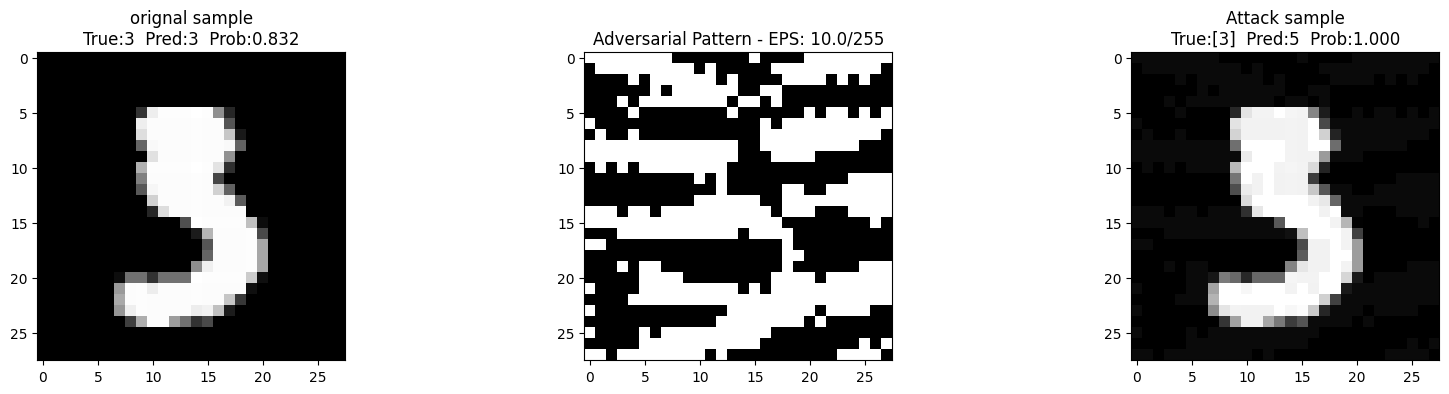 orignal sample
True:3 Pred:3 Prob:0.832
Adversarial Pattern - EPS: 10.0/255
Attack sample
True:[3] Pred:5 Prob:1.000
0
5
10
15
20
25
0 5 10 15 20 25
0
5
10
15
20
25
0 5 10 15 20 25
0
5
10
15
20
25
0 5 10 15 20 25